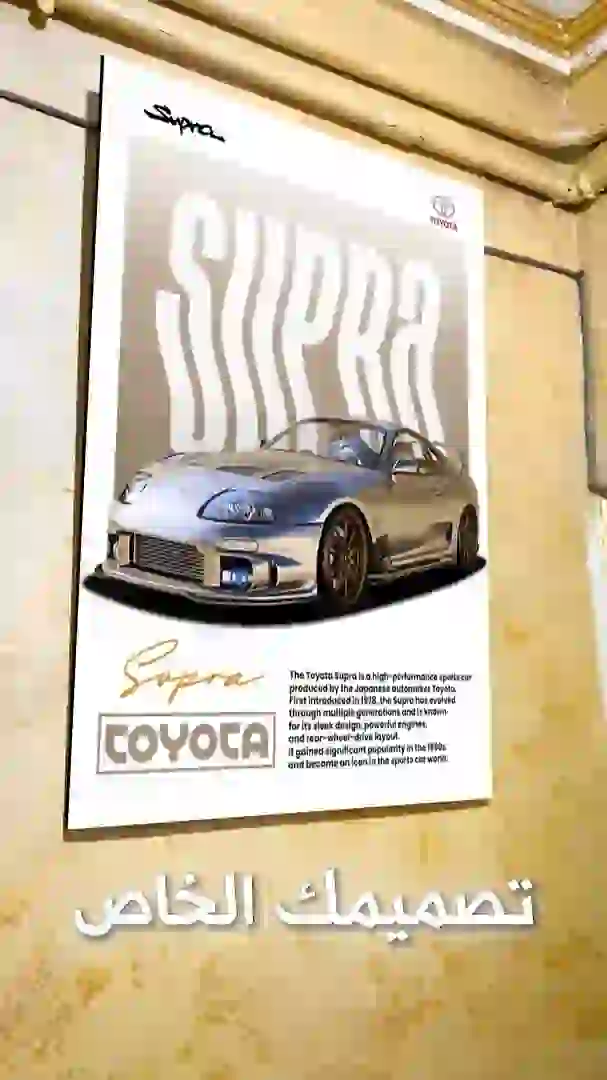 Supra
TOYOTA
SUPRA
Supra
TOYOTA
The Toyota Supra is a high-performance sports car
produced by the Japanese automaker Toyota.
First introduced in 1978, the Supra has evolved
through multiple generations and is known
for its sleek design, powerful engines,
and rear-wheel-drive layout.
It gained significant popularity in the 1990s
and became an icon in the sports car world.
تصميمك الخاص